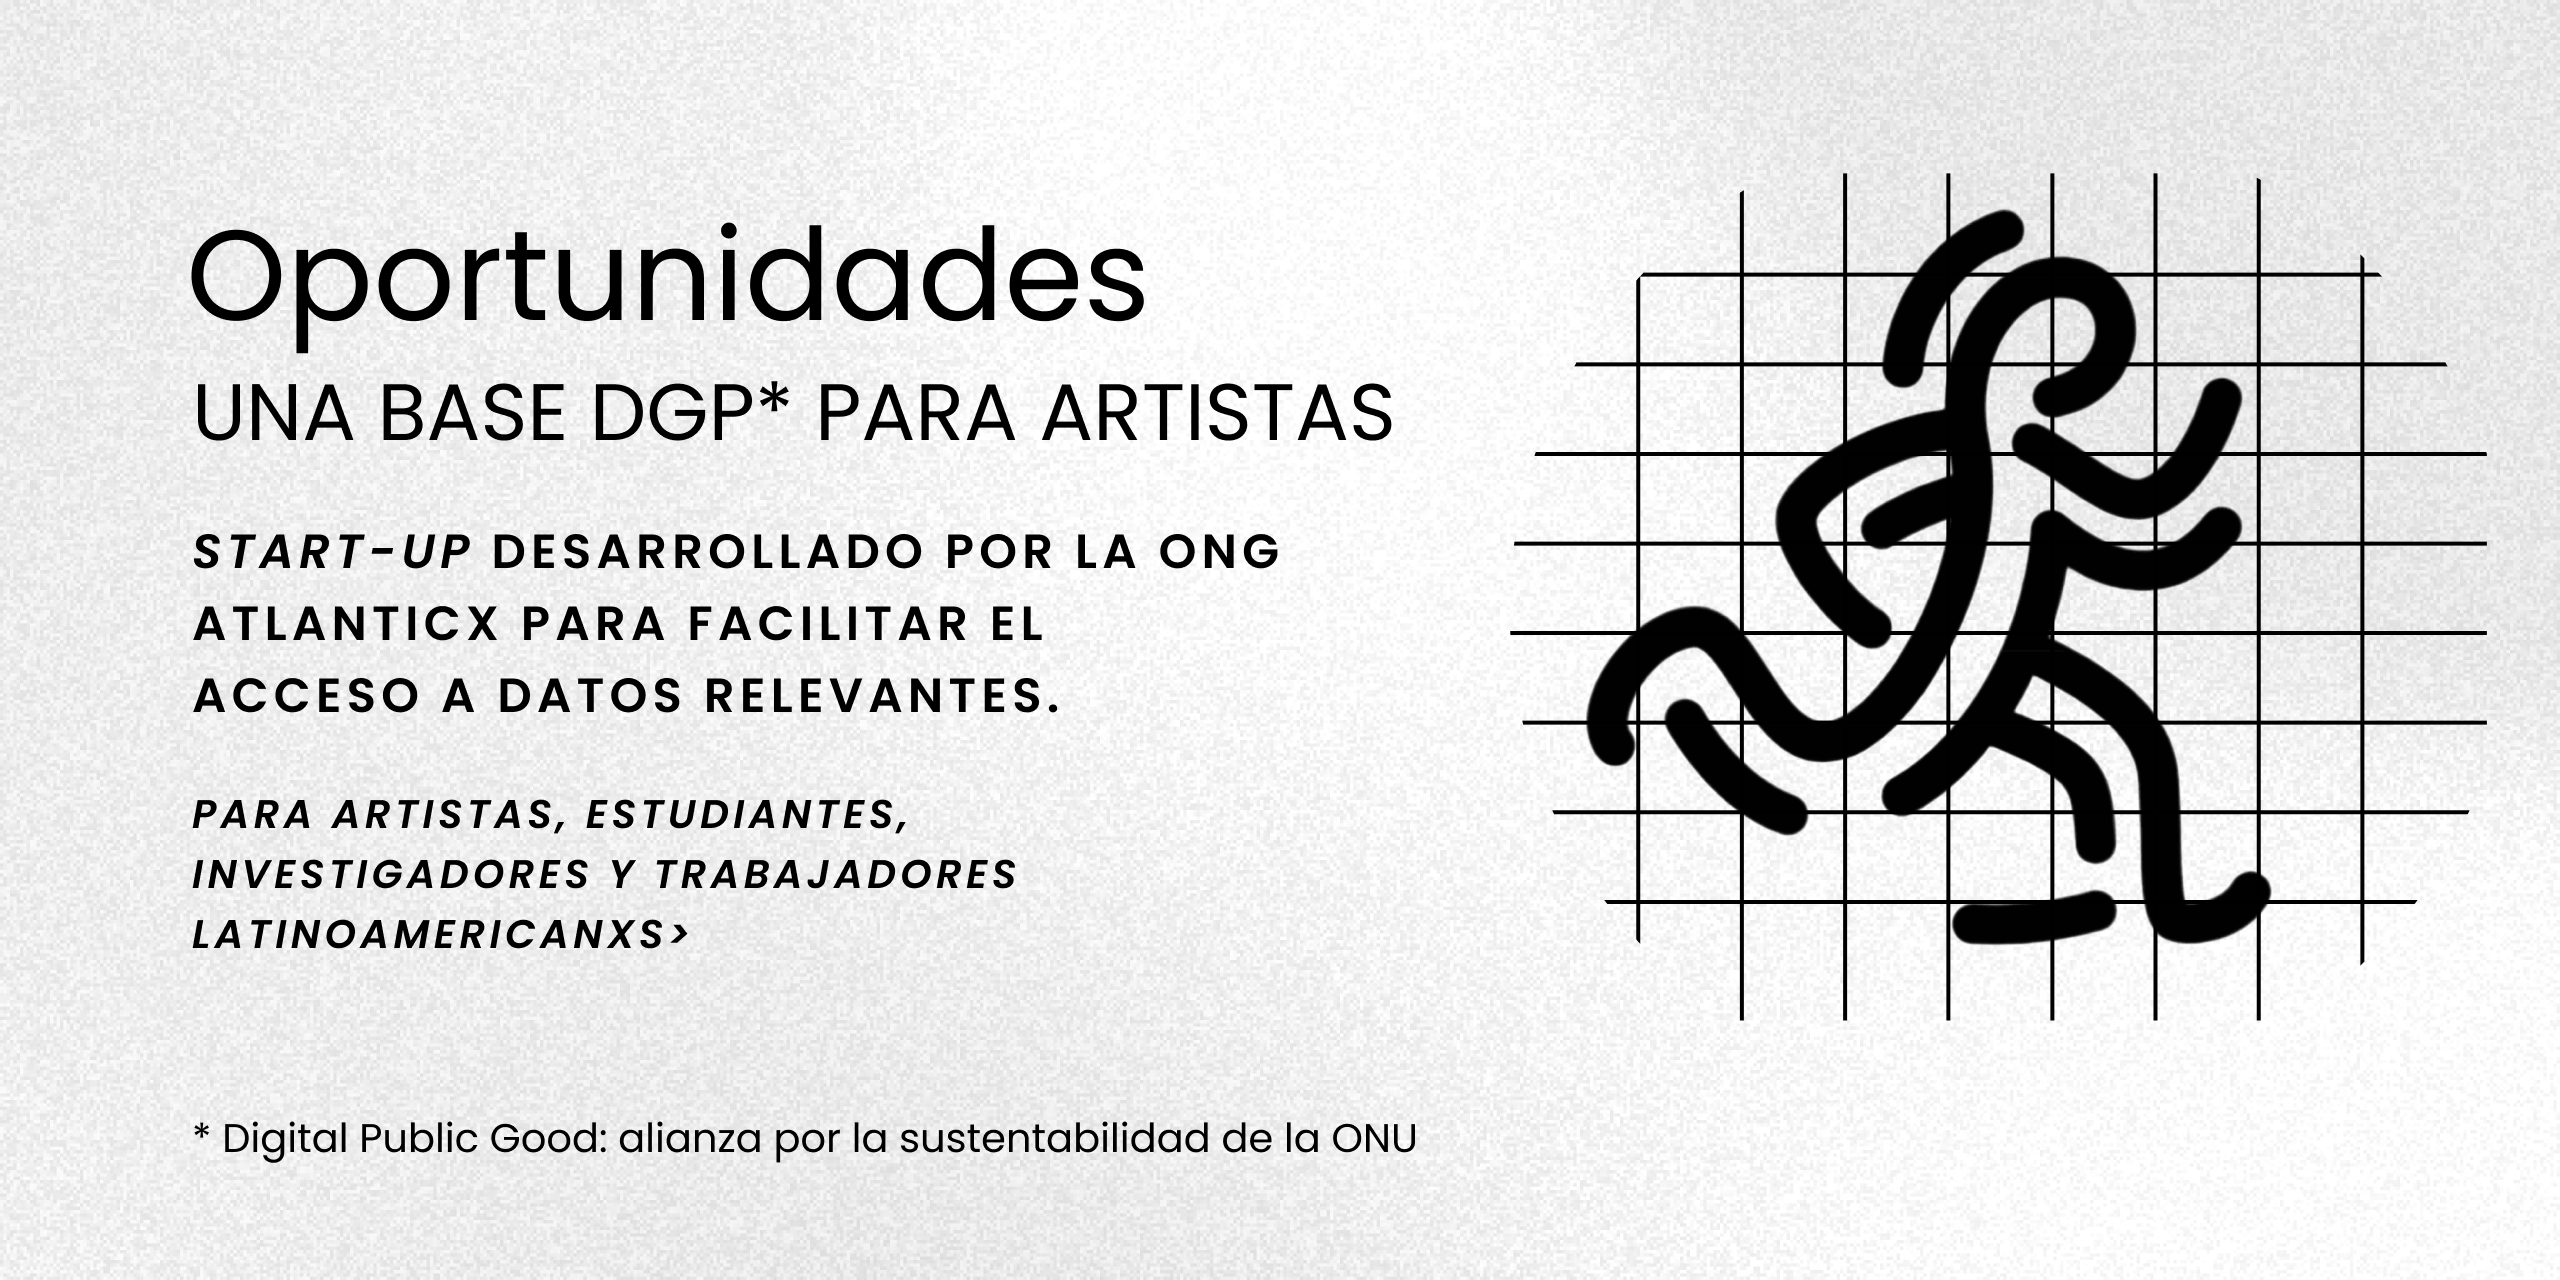 Oportunidades
UNA BASE DGP* PARA ARTISTAS
START-UP DESARROLLADO POR LA ONG
ATLANTICX PARA FACILITAR EL
ACCESO A DATOS RELEVANTES.
PARA ARTISTAS, ESTUDIANTES,
INVESTIGADORES Y TRABAJADORES
LATINOAMERICANXS>
* Digital Public Good: alianza por la sustentabilidad de la ONU